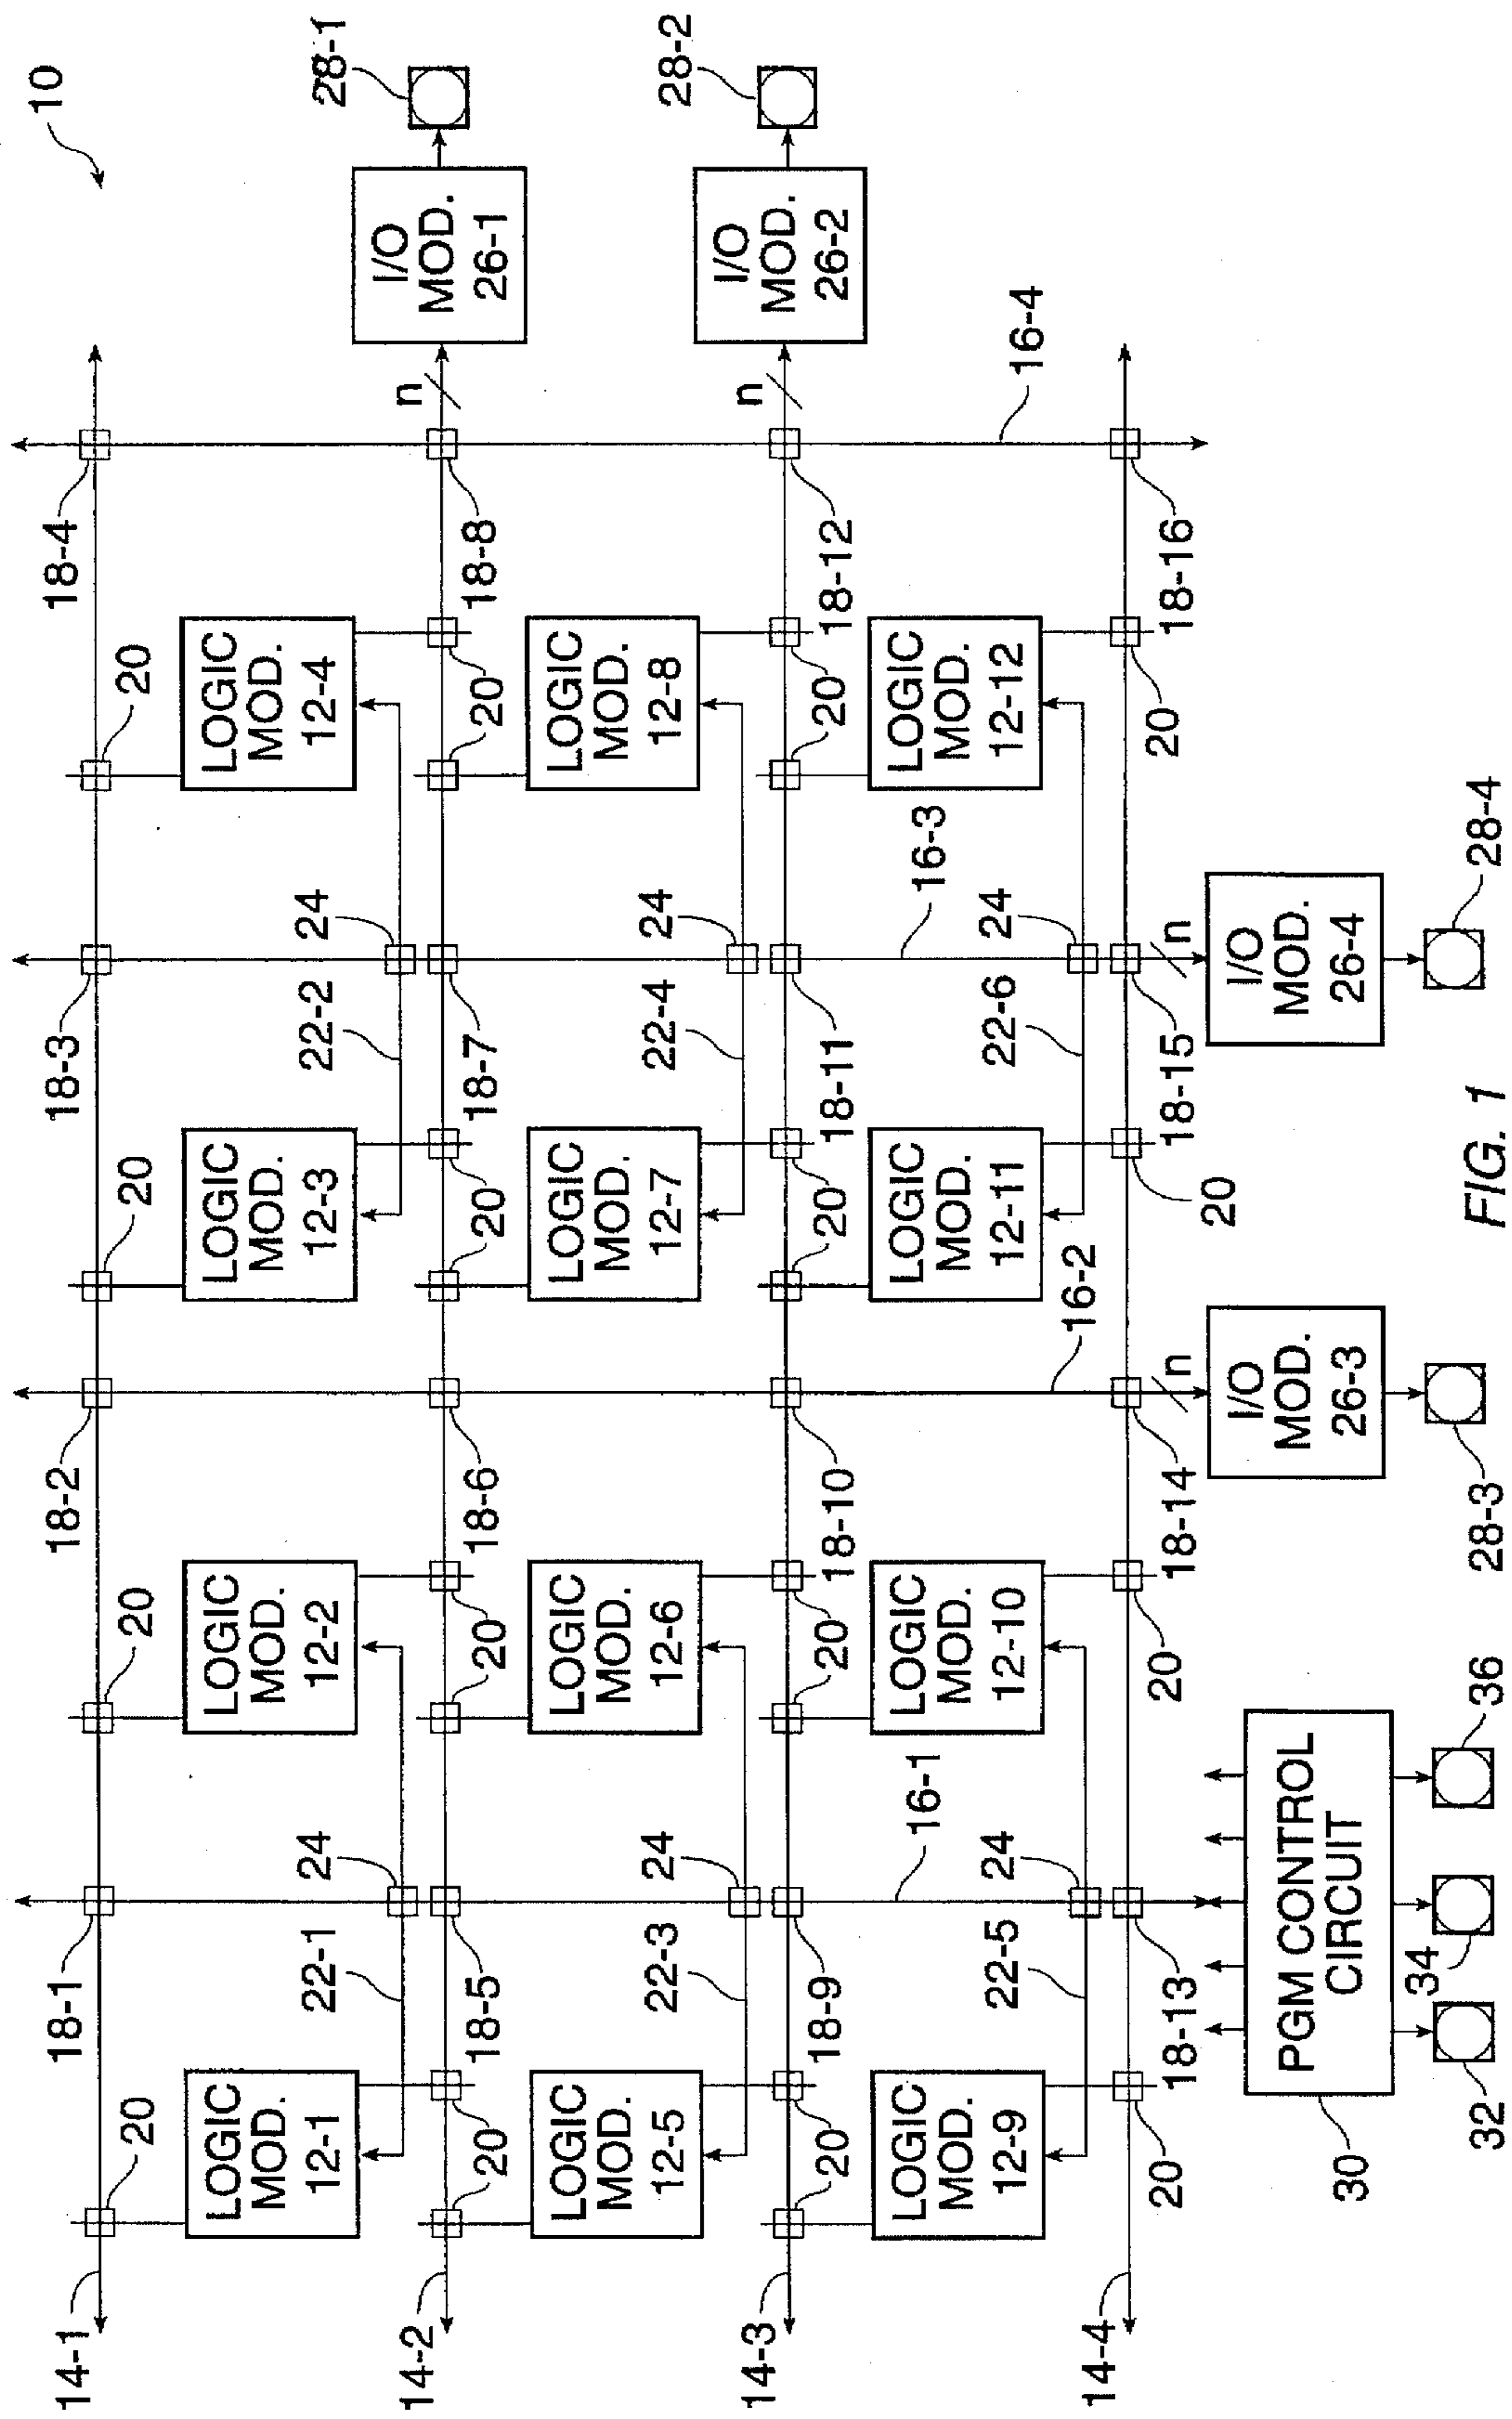 10
18-4
18-3
18-2
18-1
20
20
20
20
14-1
LOGIC
MOD.
12-1
LOGIC
MOD.
12-2
LOGIC
MOD.
12-3
LOGIC
MOD.
12-4
22-1
24
22-2
24
28-1
I/O
MOD.
26-1
n
14-2
20
20
18-5
20
20
18-6
20
20
18-7
20
20
18-8
LOGIC
MOD.
12-5
LOGIC
MOD.
12-6
LOGIC
MOD.
12-7
LOGIC
MOD.
12-8
22-3
24
22-4
24
28-2
I/O
MOD.
26-2
n
14-3
20
18-9
20
18-10
20
18-11
20
18-12
LOGIC
MOD.
12-9
LOGIC
MOD.
12-10
LOGIC
MOD.
12-11
LOGIC
MOD.
12-12
16-1
16-2
16-3
16-4
22-5
24
22-6
24
14-4
20
18-13
20
18-14
20
18-15
20
18-16
n
n
PGM CONTROL
CIRCUIT
I/O
MOD.
26-3
I/O
MOD.
26-4
30
32
34
36
28-3
28-4
FIG. 1